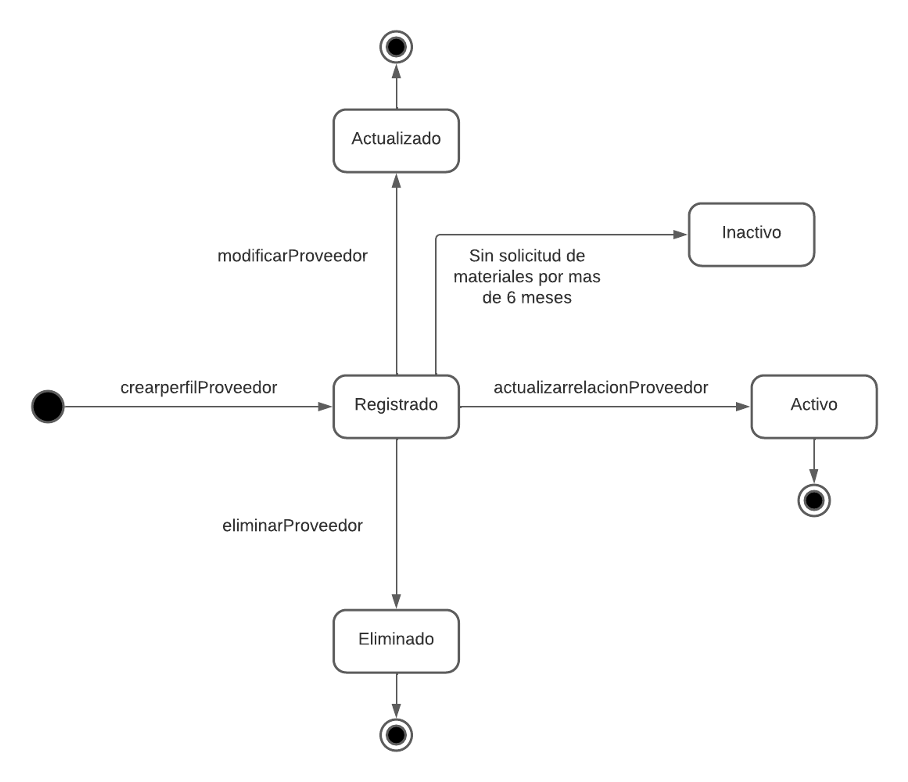 Actualizado
modificarProveedor
Inactivo
Sin solicitud de
materiales por mas
de 6 meses
crearperfilProveedor
Registrado
actualizarrelacionProveedor
Activo
eliminarProveedor
Eliminado